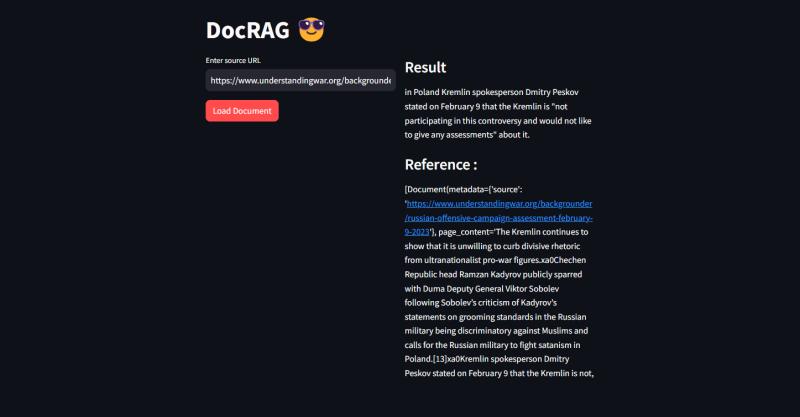 DocRAG 😎
Enter source URL
https://www.understandingwar.org/backgrounde
Load Document
Result
in Poland Kremlin spokesperson Dmitry Peskov
stated on February 9 that the Kremlin is "not
participating in this controversy and would not like
to give any assessments" about it.
Reference :
[Document(metadata={'source':
'https://www.understandingwar.org/backgrounder
/russian-offensive-campaign-assessment-february-
9-2023'}, page_content='The Kremlin continues to
show that it is unwilling to curb divisive rhetoric
from ultranationalist pro-war figures.xa0Chechen
Republic head Ramzan Kadyrov publicly sparred
with Duma Deputy General Viktor Sobolev
following Sobolev’s criticism of Kadyrov’s
statements on grooming standards in the Russian
military being discriminatory against Muslims and
calls for the Russian military to fight satanism in
Poland.[13]xa0Kremlin spokesperson Dmitry
Peskov stated on February 9 that the Kremlin is not,